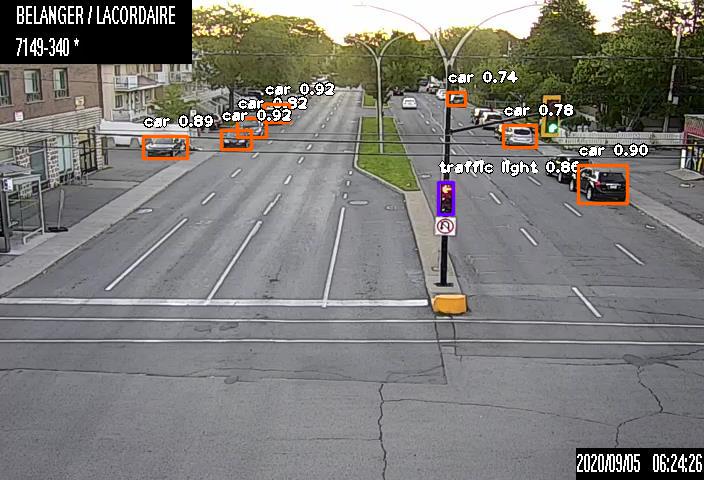 BELANGER / LACORDAIRE
7149-340 *
car 0.74
car 0.92
car 0.82
car 0.92
car 0.89
car 0.78
car 0.90
traffic light 0.86
2020/09/05 06:24:26